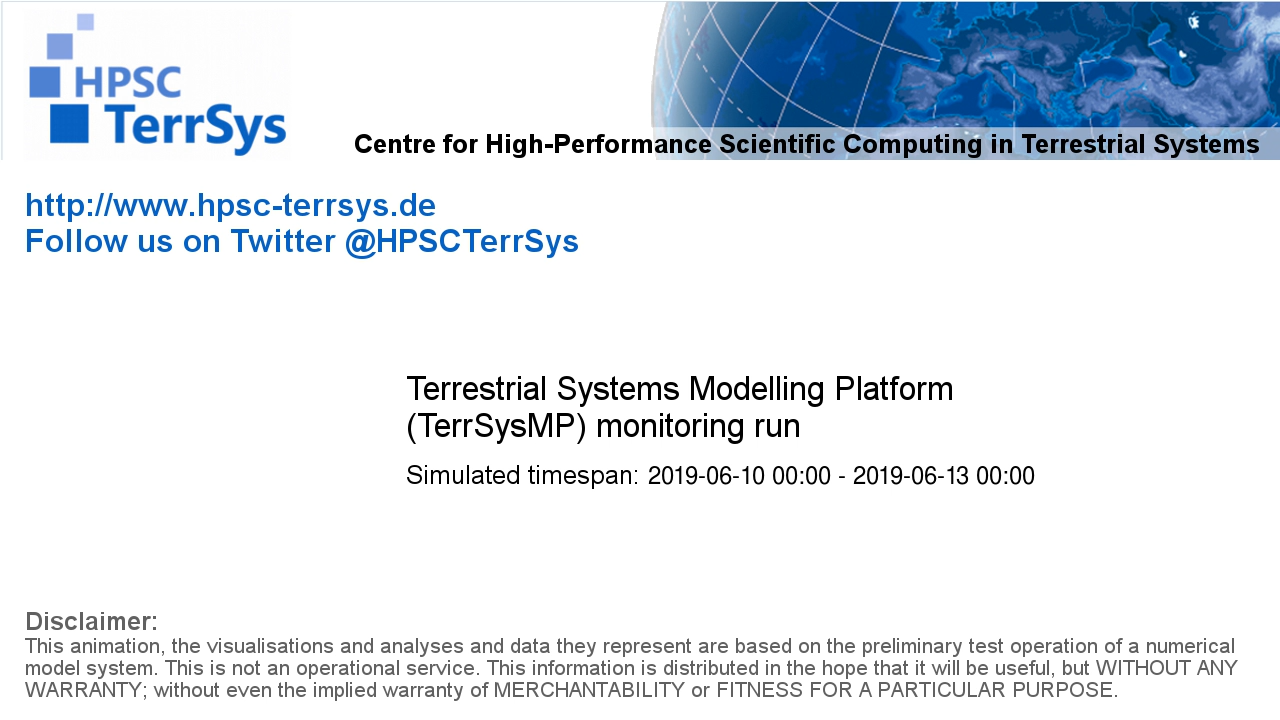 HPSC
TerrSys
Centre for High-Performance Scientific Computing in Terrestrial Systems
http://www.hpsc-terrsys.de
Follow us on Twitter @HPSCTerrSys
Terrestrial Systems Modelling Platform
(TerrSysMP) monitoring run
Simulated timespan: 2019-06-10 00:00 - 2019-06-13 00:00
Disclaimer:
This animation, the visualisations and analyses and data they represent are based on the preliminary test operation of a numerical
model system. This is not an operational service. This information is distributed in the hope that it will be useful, but WITHOUT ANY
WARRANTY; without even the implied warranty of MERCHANTABILITY or FITNESS FOR A PARTICULAR PURPOSE.